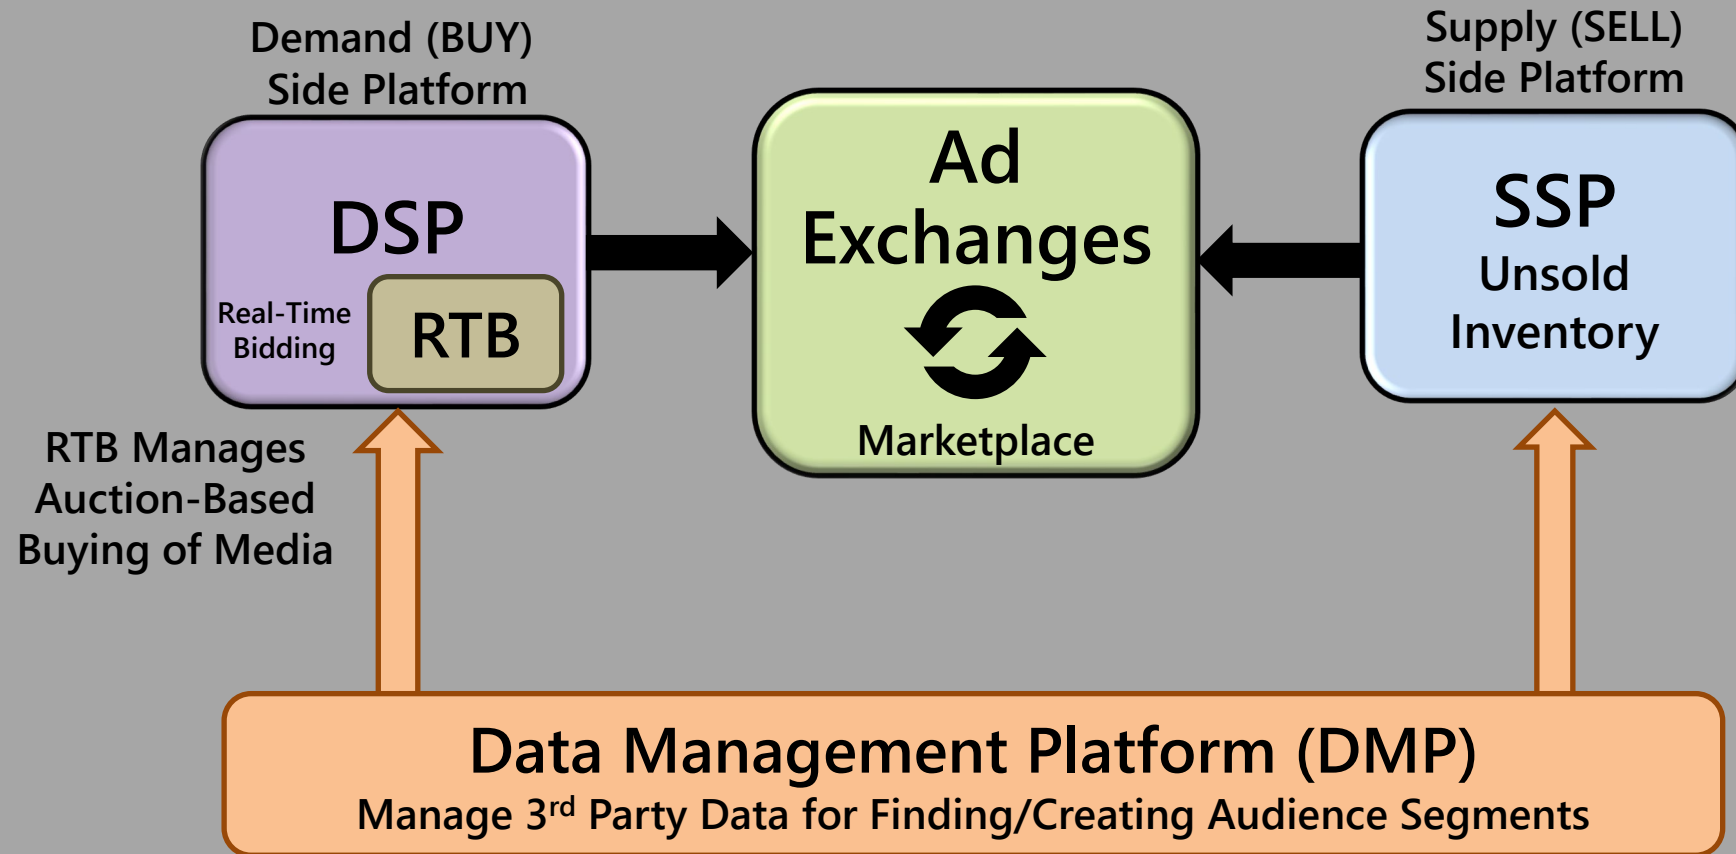 Demand (BUY)
Side Platform
DSP
Real-Time
Bidding
RTB
RTB Manages
Auction-Based
Buying of Media
Ad
Exchanges
Marketplace
Supply (SELL)
Side Platform
SSP
Unsold
Inventory
Data Management Platform (DMP)
Manage 3rd Party Data for Finding/Creating Audience Segments